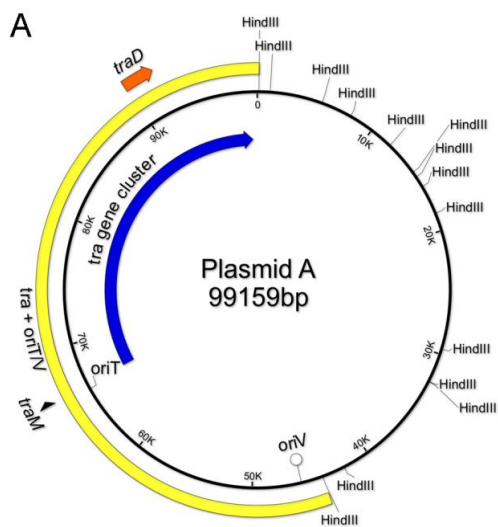 A
HindIII
HindIII
HindIII
HindIII
HindIII
HindIII
HindIII
HindIII
HindIII
HindIII
HindIII
HindIII
HindIII
HindIII
0
10K
20K
30K
40K
50K
60K
70K
80K
90K
traD
tra gene cluster
tra + oriT/V
traM
oriT
oriV
Plasmid A
99159bp